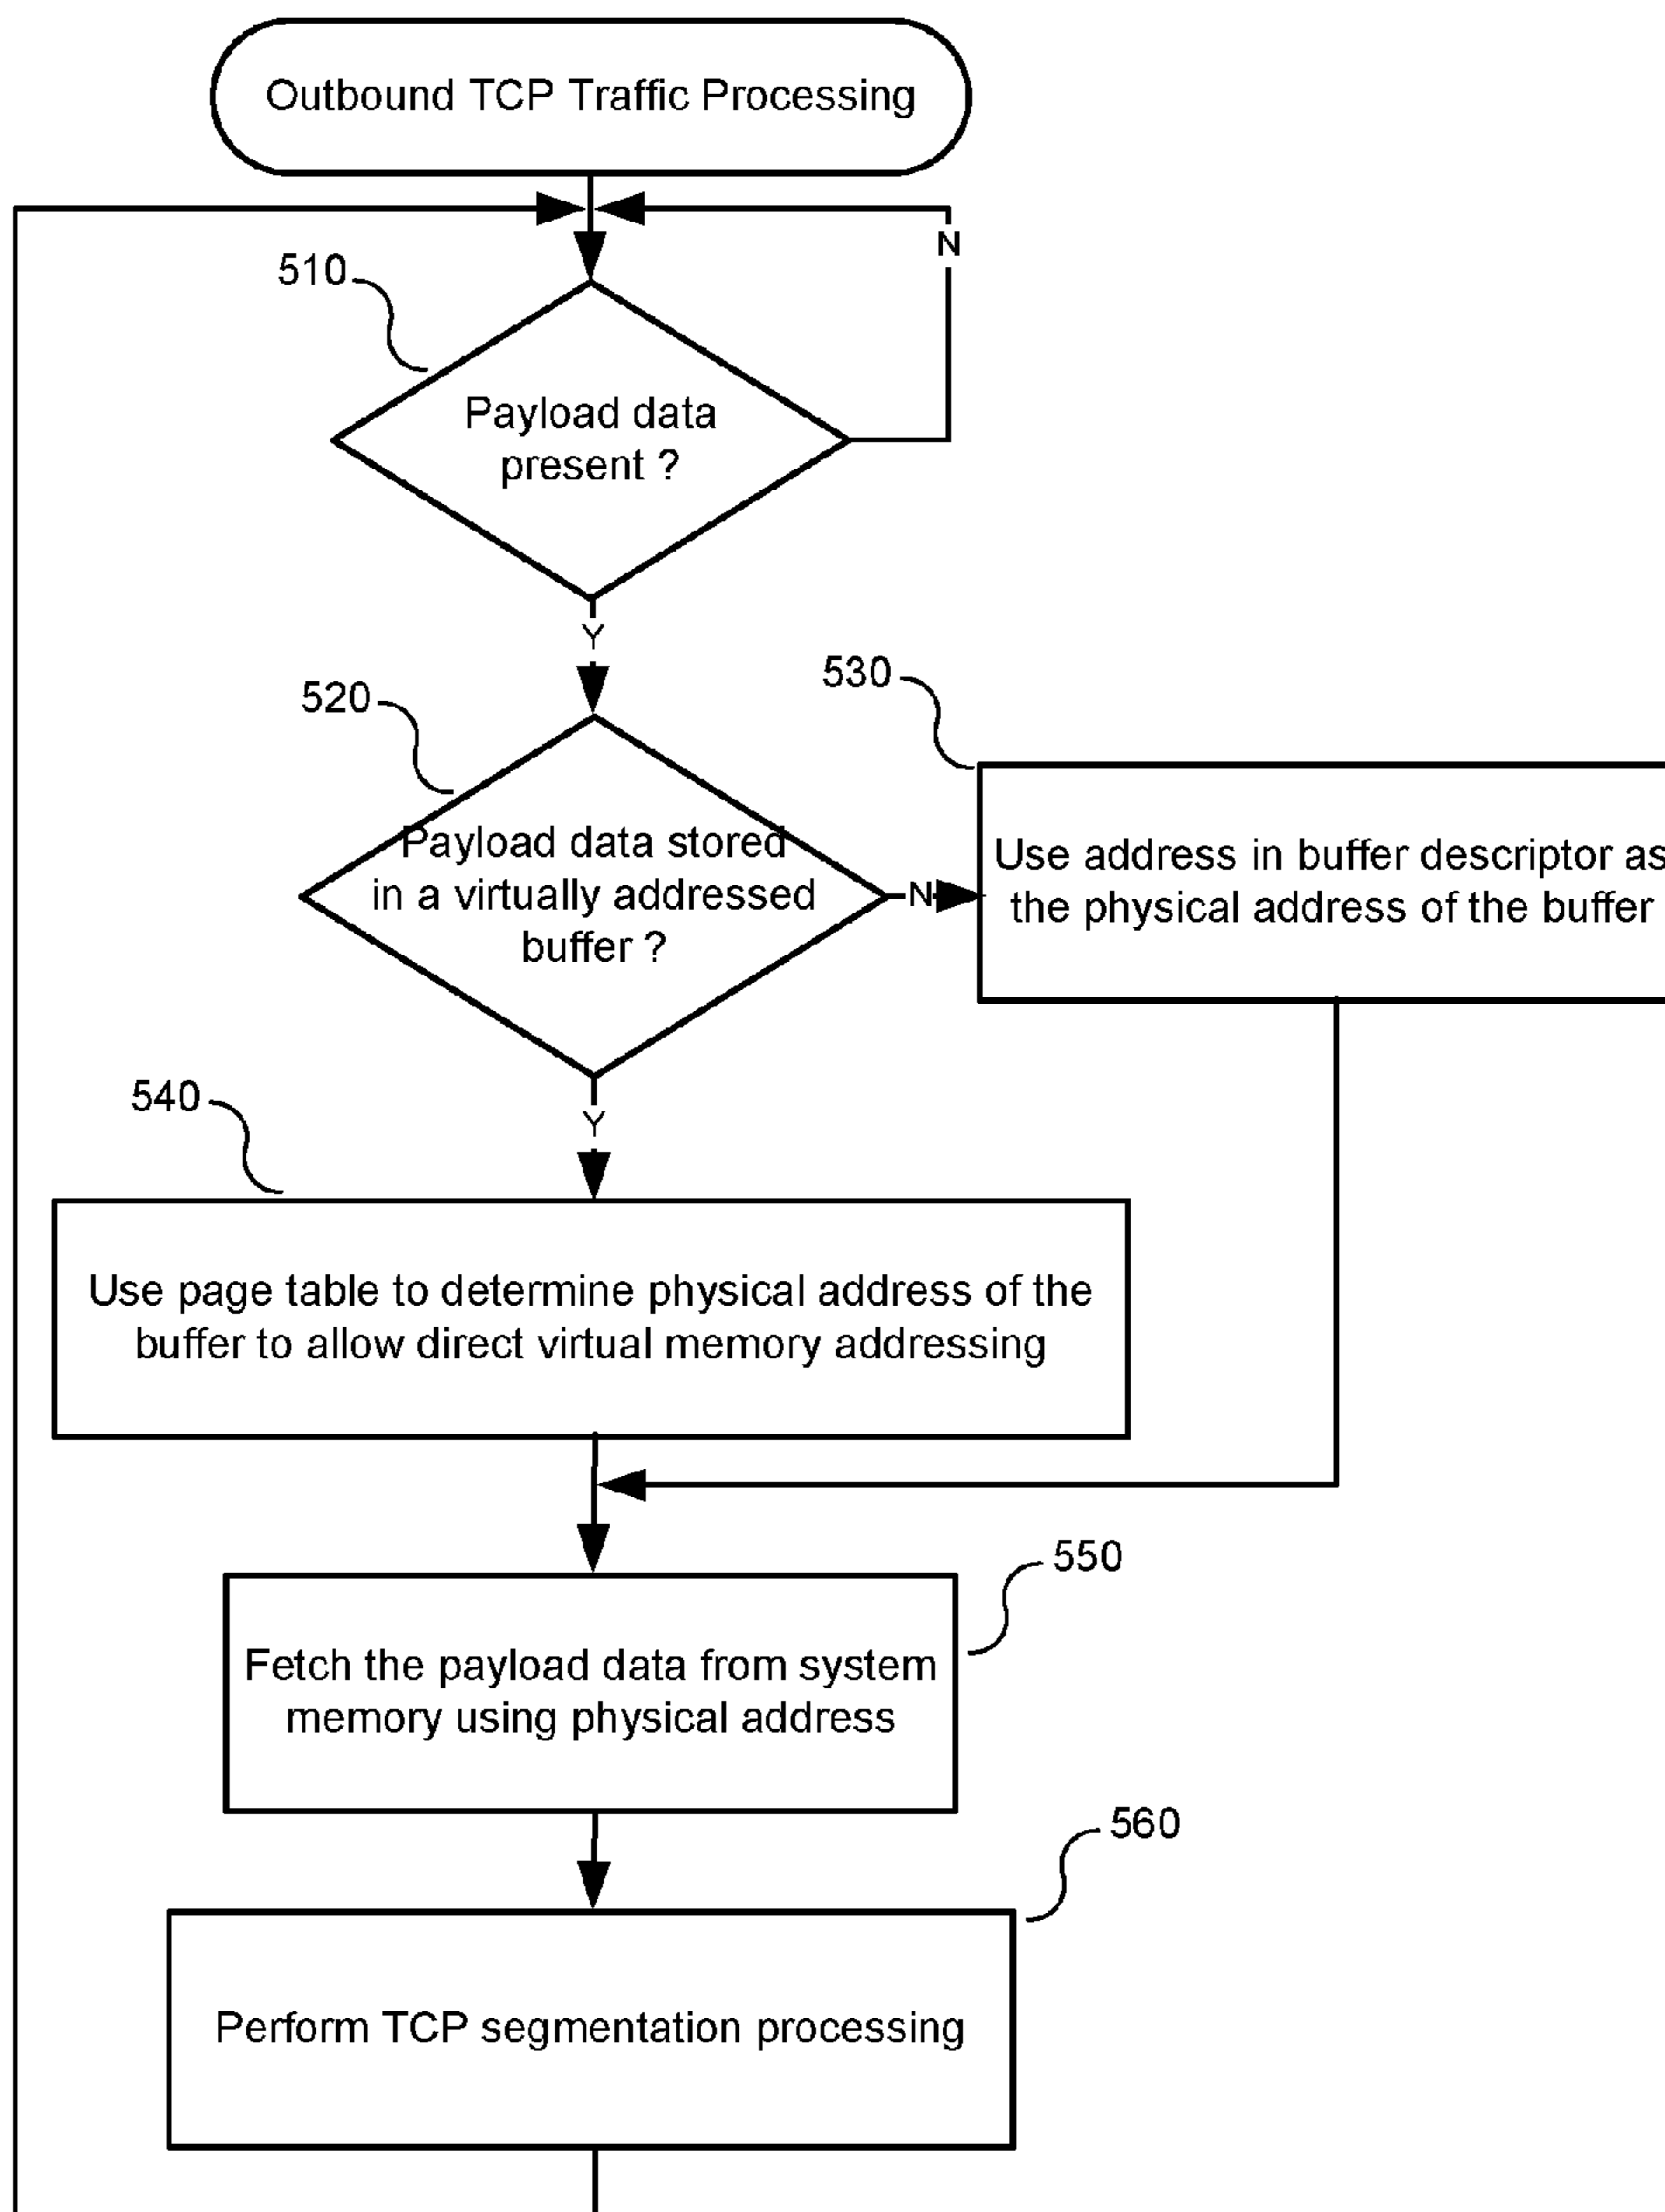 Outbound TCP Traffic Processing
N
510
Payload data
present ?
Y
520
530
Payload data stored
in a virtually addressed
buffer ?
N
Use address in buffer descriptor as
the physical address of the buffer
Y
540
Use page table to determine physical address of the
buffer to allow direct virtual memory addressing
550
Fetch the payload data from system
memory using physical address
560
Perform TCP segmentation processing